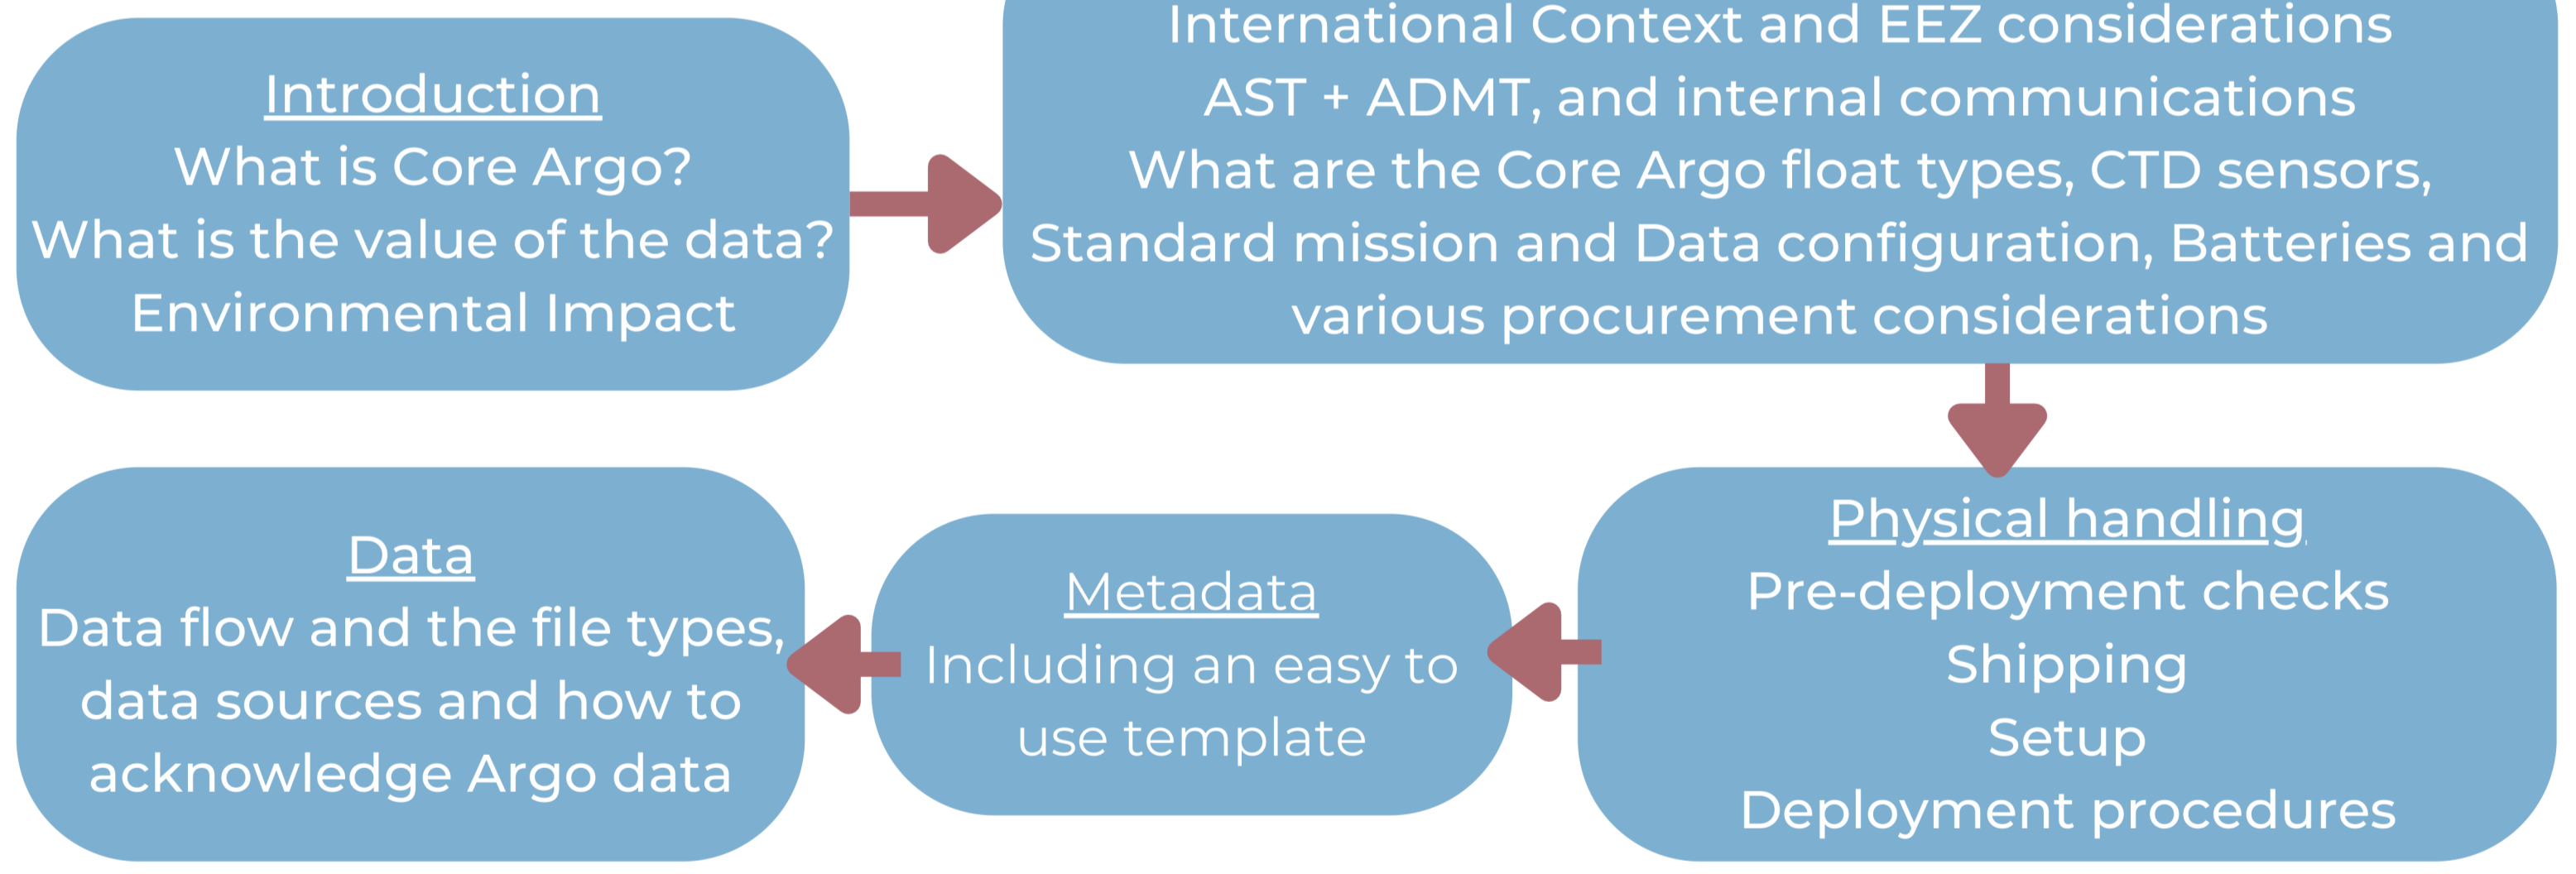 Introduction
What is Core Argo?
What is the value of the data?
Environmental Impact
International Context and EEZ considerations
AST + ADMT, and internal communications
What are the Core Argo float types, CTD sensors,
Standard mission and Data configuration, Batteries and
various procurement considerations
Physical handling
Pre-deployment checks
Shipping
Setup
Deployment procedures
Metadata
Including an easy to
use template
Data
Data flow and the file types,
data sources and how to
acknowledge Argo data